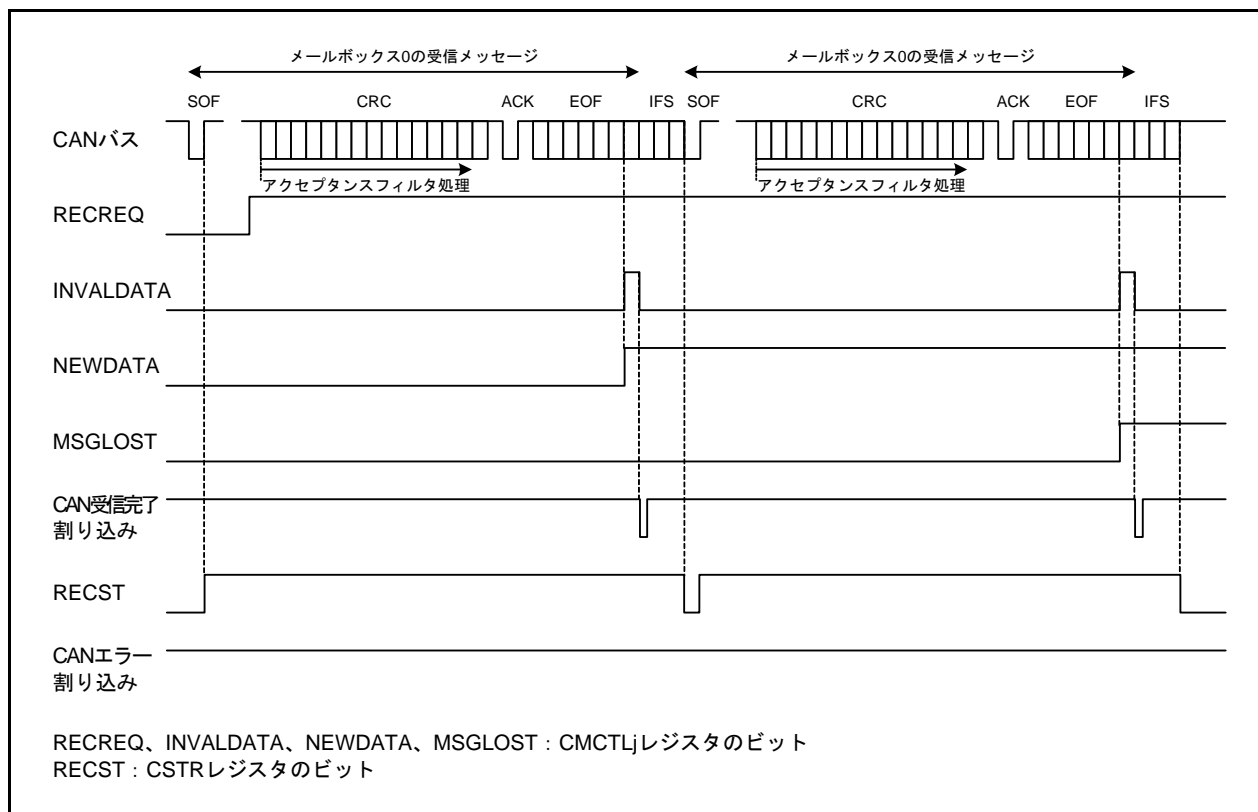 メールボックス0の受信メッセージ メールボックス0の受信メッセージ
SOF CRC ACK EOF IFS SOF CRC ACK EOF IFS
CANバス
アクセプタンスフィルタ処理 アクセプタンスフィルタ処理
RECREQ
INVALDATA
NEWDATA
MSGLOST
CAN受信完了
割り込み
RECST
CANエラー
割り込み
RECREQ、INVALDATA、NEWDATA、MSGLOST：CMCTLjレジスタのビット
RECST：CSTRレジスタのビット